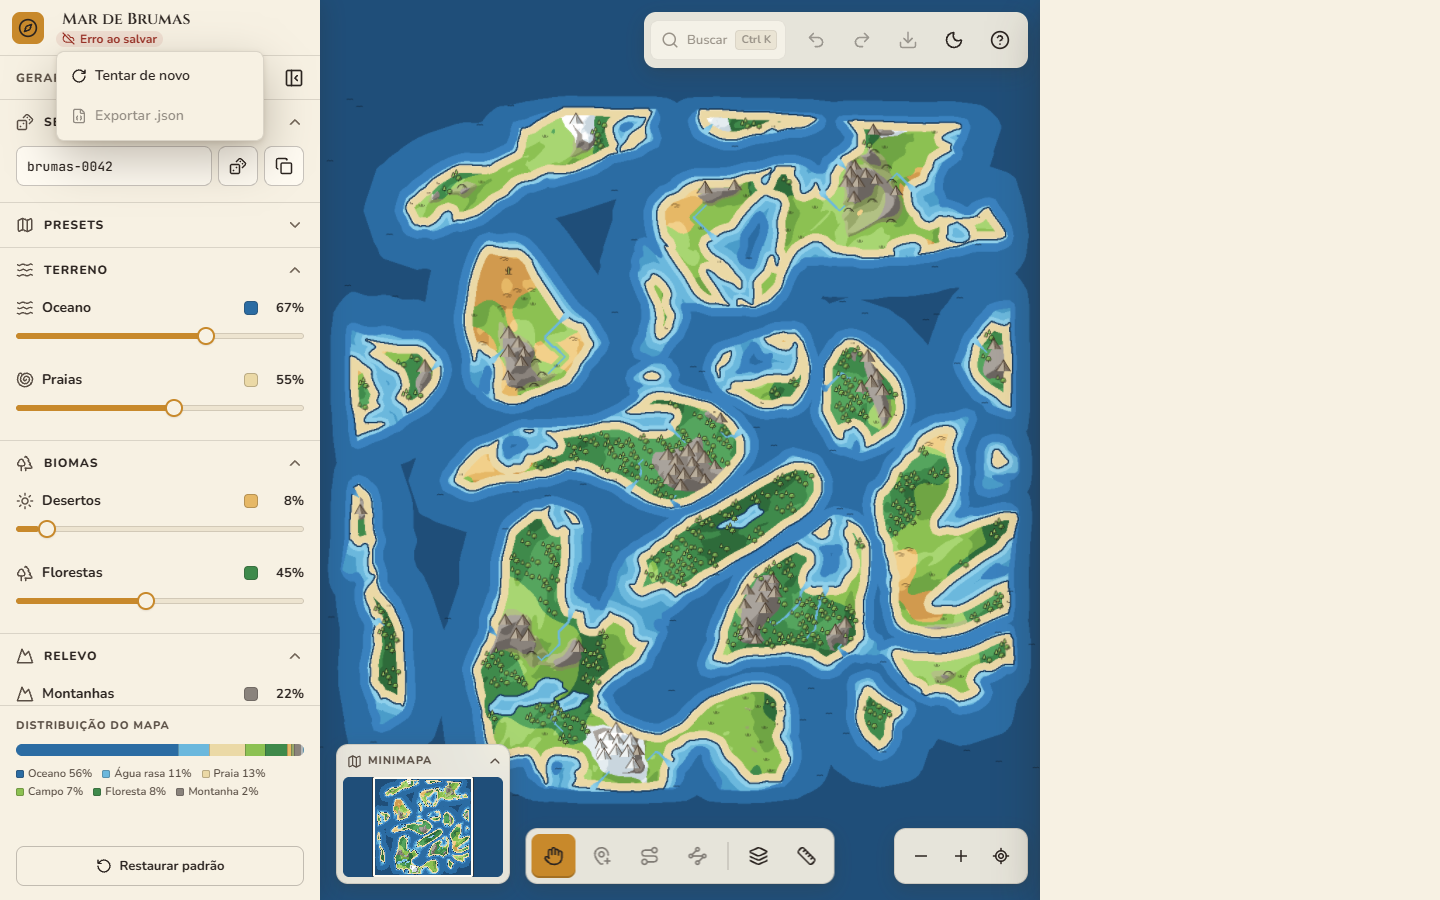 Mar de Brumas
Erro ao salvar
Buscar Ctrl K
Tentar de novo
Exportar .json
brumas-0042
PRESETS
TERRENO
Oceano 67%
Praias 55%
BIOMAS
Desertos 8%
Florestas 45%
RELEVO
Montanhas 22%
DISTRIBUIÇÃO DO MAPA
Oceano 56% Água rasa 11% Praia 13%
Campo 7% Floresta 8% Montanha 2%
Restaurar padrão
MINIMAPA